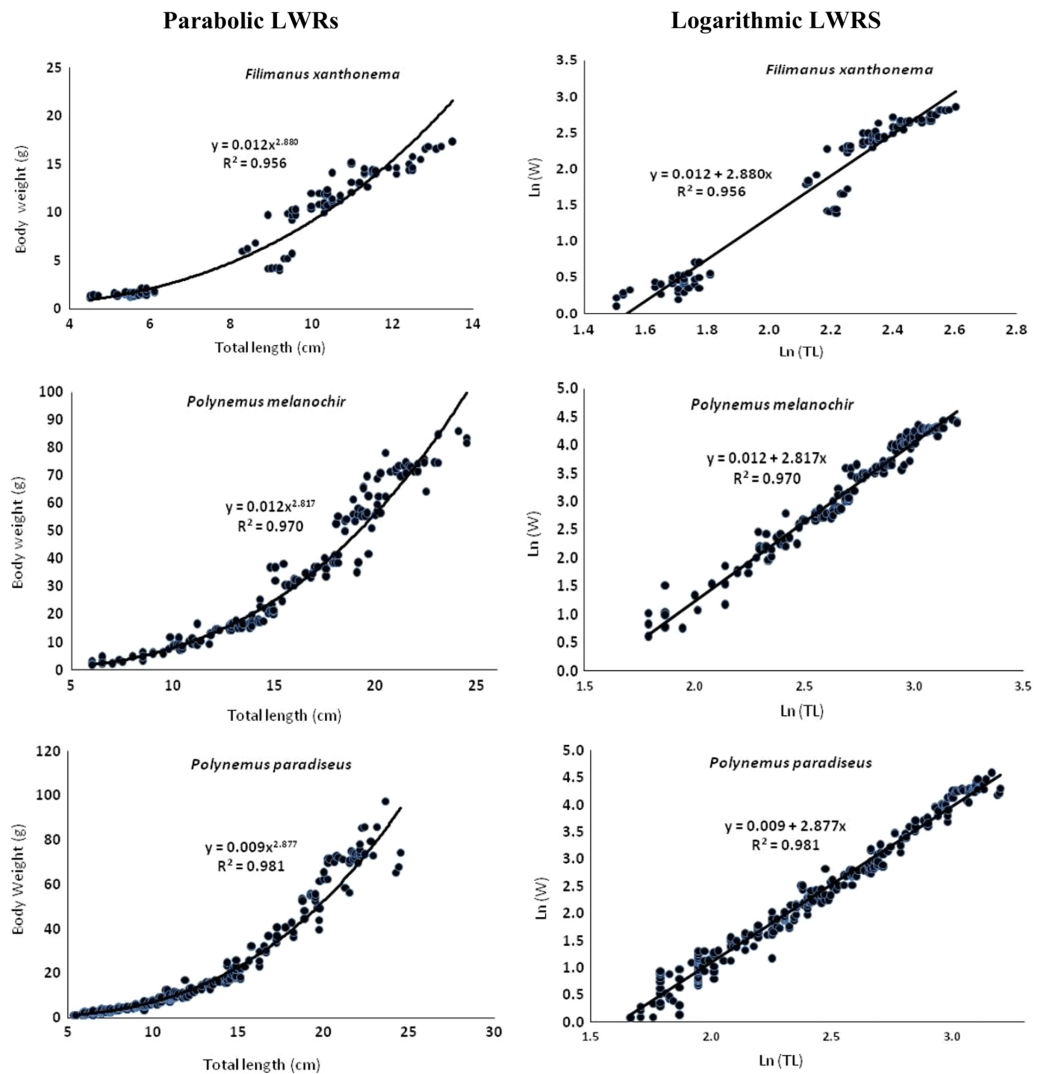 Parabolic LWRs
Logarithmic LWRS
Filimanus xanthonema
y = 0.012x^2.880
R² = 0.956
Body weight (g)
25
20
15
10
5
0
4
6
8
10
12
14
Total length (cm)
Filimanus xanthonema
y = 0.012 + 2.880x
R² = 0.956
Ln (W)
3.5
3.0
2.5
2.0
1.5
1.0
0.5
0.0
1.4
1.6
1.8
2.0
2.2
2.4
2.6
2.8
Ln (TL)
Polynemus melanochir
y = 0.012x^2.817
R² = 0.970
Body weight (g)
100
90
80
70
60
50
40
30
20
10
0
5
10
15
20
25
Total length (cm)
Polynemus melanochir
y = 0.012 + 2.817x
R² = 0.970
Ln (W)
5.0
4.5
4.0
3.5
3.0
2.5
2.0
1.5
1.0
0.5
0.0
1.5
2.0
2.5
3.0
3.5
Ln (TL)
Polynemus paradiseus
y = 0.009x^2.877
R² = 0.981
Body Weight (g)
120
100
80
60
40
20
0
5
10
15
20
25
30
Total length (cm)
Polynemus paradiseus
y = 0.009 + 2.877x
R² = 0.981
Ln (W)
5.0
4.5
4.0
3.5
3.0
2.5
2.0
1.5
1.0
0.5
0.0
1.5
2.0
2.5
3.0
Ln (TL)